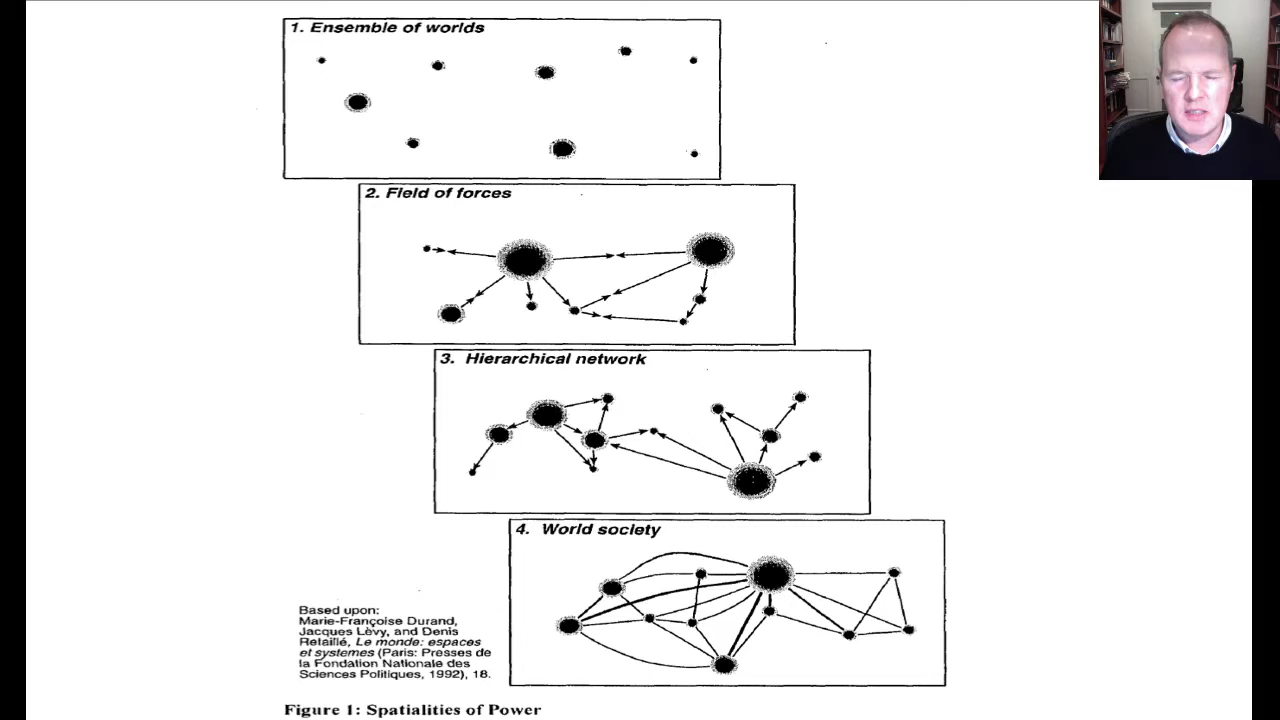 1. Ensemble of worlds
2. Field of forces
3. Hierarchical network
4. World society
Based upon:
Marie-Françoise Durand,
Jacques Lèvy, and Denis
Retaillé, Le monde: espaces
et systemes (Paris: Presses de
la Fondation Nationale des
Sciences Politiques, 1992), 18.
Figure 1: Spatialities of Power